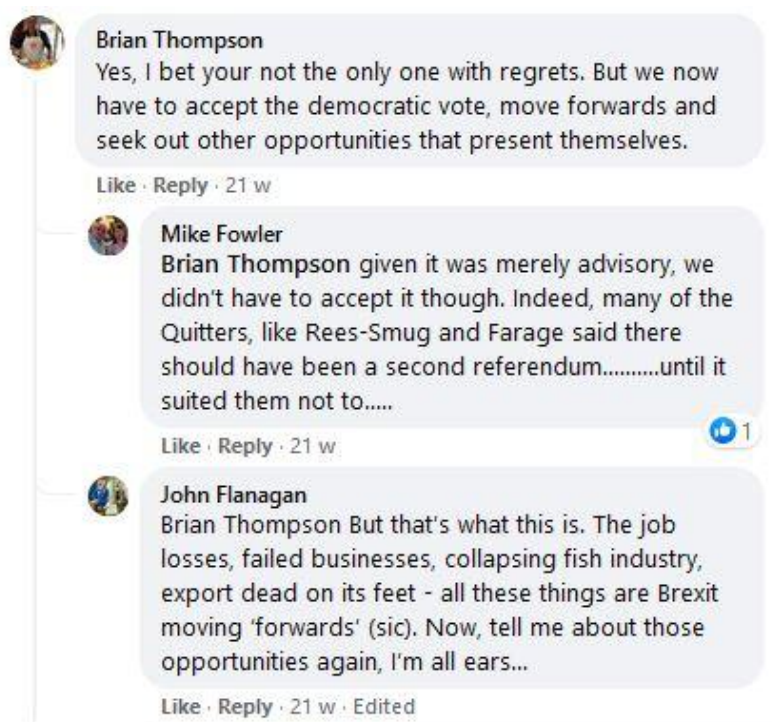 Brian Thompson
Yes, I bet your not the only one with regrets. But we now
have to accept the democratic vote, move forwards and
seek out other opportunities that present themselves.
Like · Reply · 21 w
Mike Fowler
Brian Thompson given it was merely advisory, we
didn't have to accept it though. Indeed, many of the
Quitters, like Rees-Smug and Farage said there
should have been a second referendum..........until it
suited them not to.....
1
Like · Reply · 21 w
John Flanagan
Brian Thompson But that's what this is. The job
losses, failed businesses, collapsing fish industry,
export dead on its feet - all these things are Brexit
moving 'forwards' (sic). Now, tell me about those
opportunities again, I'm all ears...
Like · Reply · 21 w · Edited